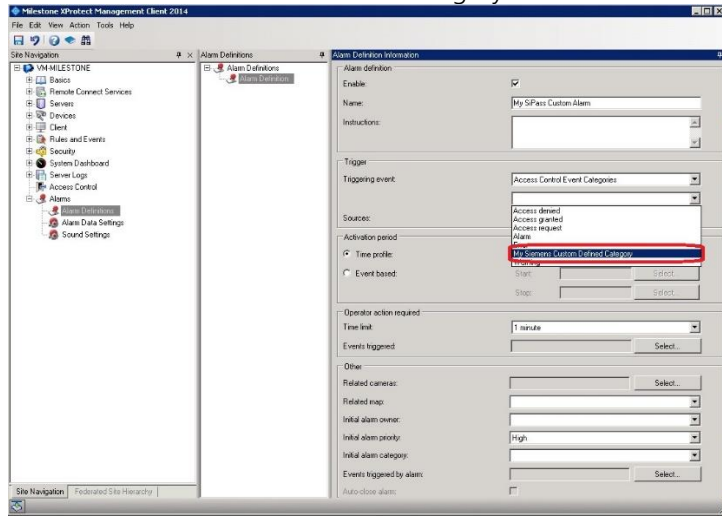 Milestone XProtect Management Client 2014
File Edit View Action Tools Help
Site Navigation
VM-MILESTONE
Basics
Remote Connect Services
Servers
Devices
Client
Rules and Events
Security
System Dashboard
Server Logs
Access Control
Alarms
Alarm Definitions
Alarm Data Settings
Sound Settings
Site Navigation Federated Site Hierarchy
Alarm Definitions
Alarm Definitions
Alarm Definition
Alarm Definition Information
Alarm definition
Enable:
Name: My SiPass Custom Alarm
Instructions:
Trigger
Triggering event: Access Control Event Categories
Sources:
Access denied
Access granted
Access request
Alarm
My Siemens Custom Defined Category
Activation period
Time profile:
Event based: Start: Select...
Stop: Select...
Operator action required
Time limit: 1 minute
Events triggered: Select...
Other
Related cameras: Select...
Related map:
Initial alarm owner:
Initial alarm priority: High
Initial alarm category:
Events triggered by alarm: Select...
Auto-close alarm: